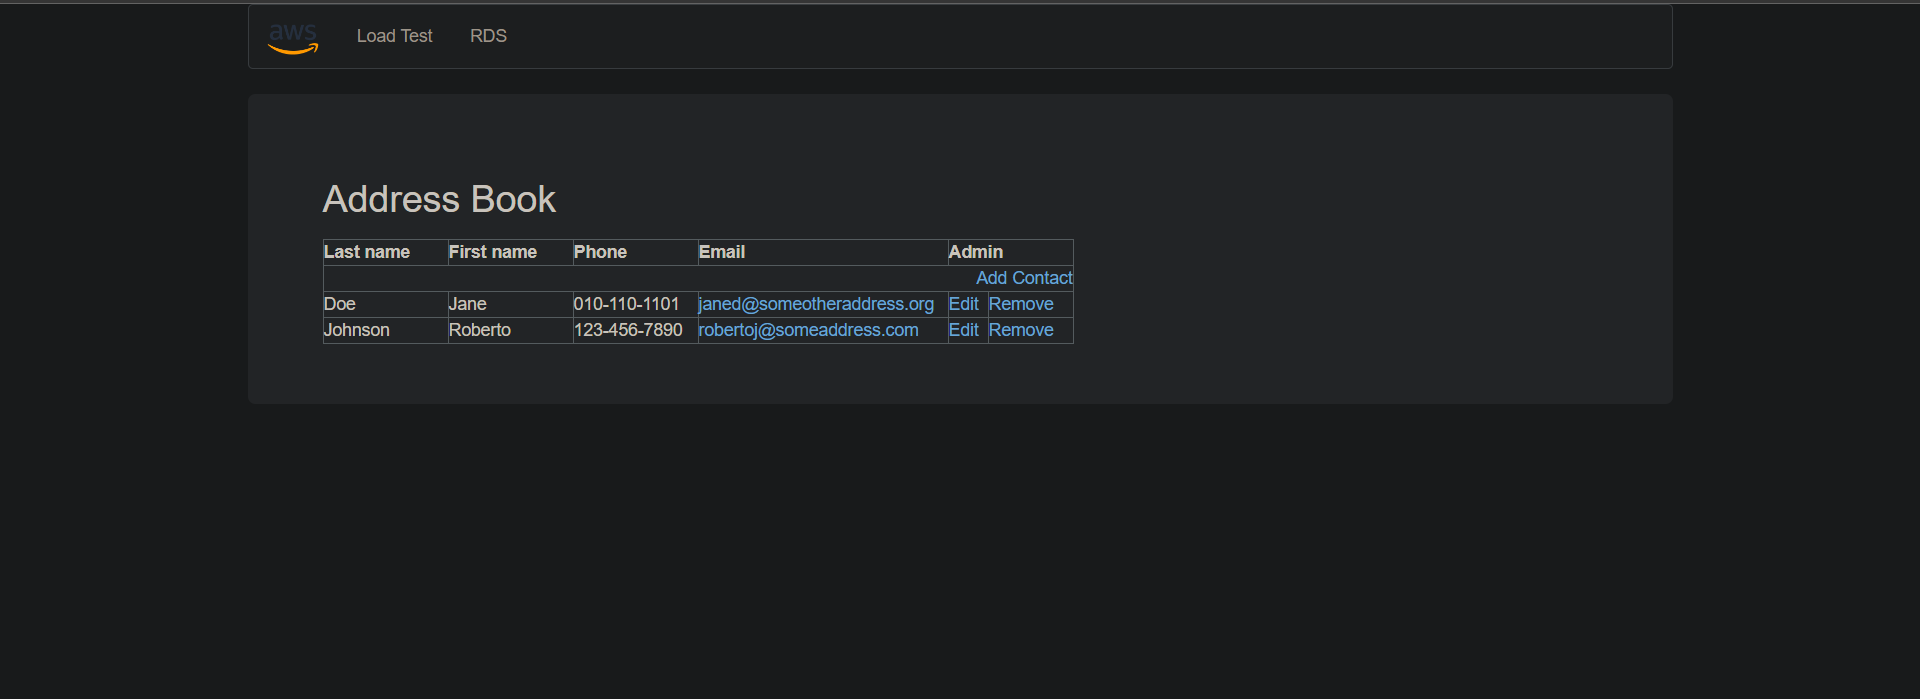 aws Load Test RDS
Address Book
Last name First name Phone Email Admin
Add Contact
Doe Jane 010-110-1101 janed@someotheraddress.org Edit Remove
Johnson Roberto 123-456-7890 robertoj@someaddress.com Edit Remove